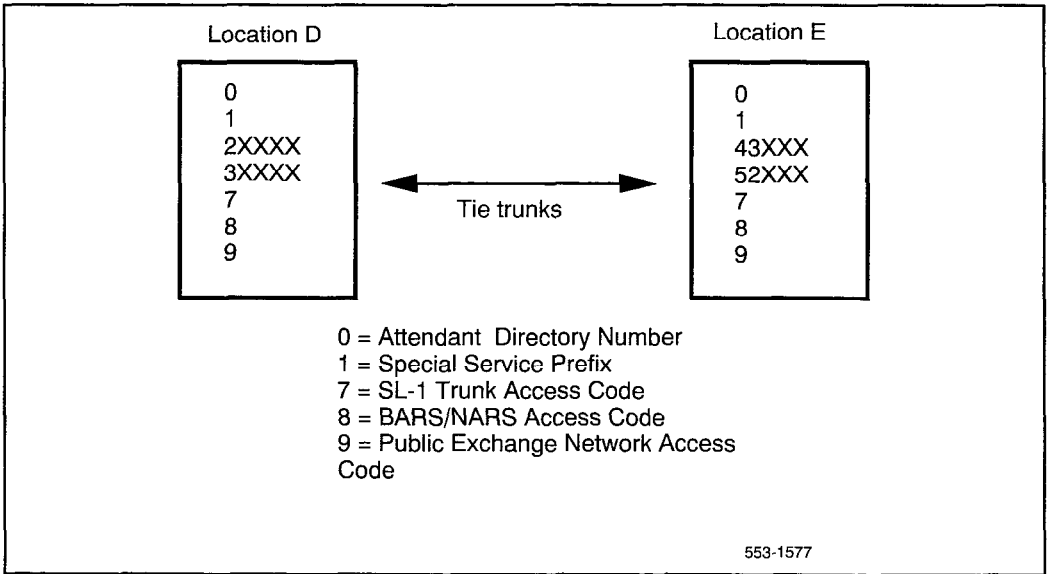 Location D
0
1
2XXXX
3XXXX
7
8
9
Tie trunks
Location E
0
1
43XXX
52XXX
7
8
9
0 = Attendant Directory Number
1 = Special Service Prefix
7 = SL-1 Trunk Access Code
8 = BARS/NARS Access Code
9 = Public Exchange Network Access
Code
553-1577